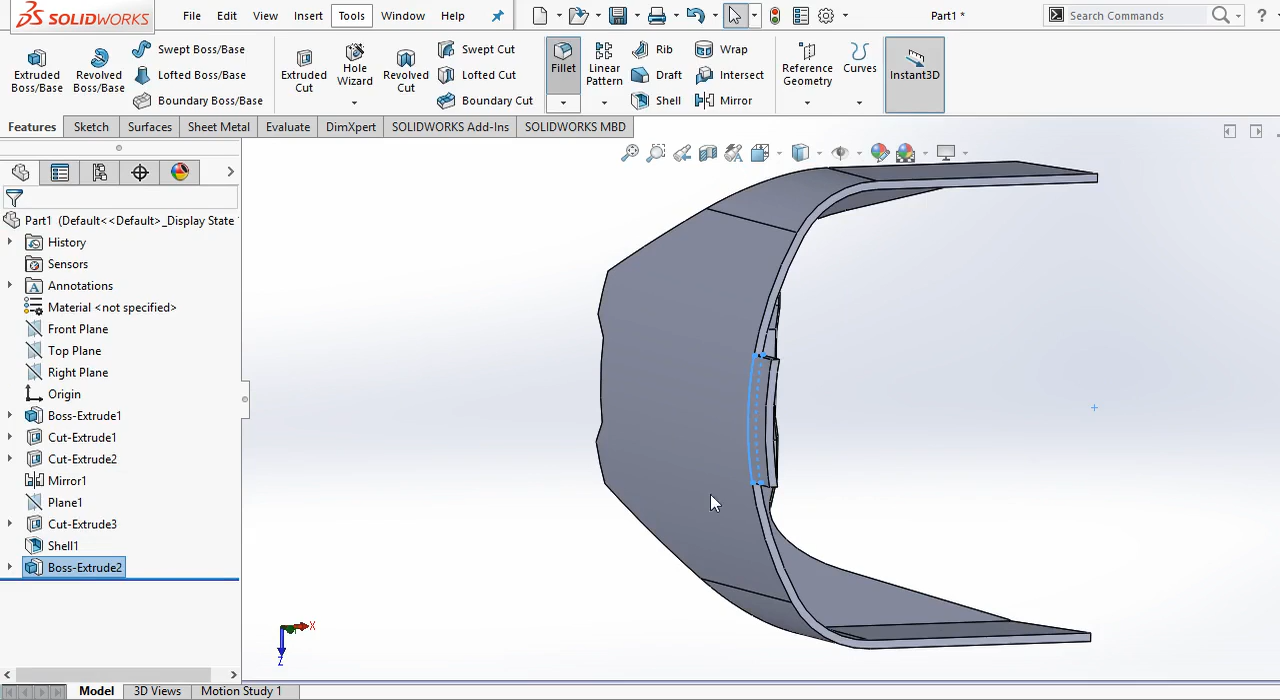 SOLIDWORKS File Edit View Insert Tools Window Help Part1 * Search Commands ?
Extruded Boss/Base Revolved Boss/Base Swept Boss/Base Lofted Boss/Base Boundary Boss/Base
Extruded Cut Hole Wizard Revolved Cut Swept Cut Lofted Cut Boundary Cut
Fillet Linear Pattern Rib Draft Shell Wrap Intersect Mirror
Reference Geometry Curves Instant3D
Features Sketch Surfaces Sheet Metal Evaluate DimXpert SOLIDWORKS Add-Ins SOLIDWORKS MBD
Part1 (Default<<Default>_Display State
History
Sensors
Annotations
Material <not specified>
Front Plane
Top Plane
Right Plane
Origin
Boss-Extrude1
Cut-Extrude1
Cut-Extrude2
Mirror1
Plane1
Cut-Extrude3
Shell1
Boss-Extrude2
X
Z
Model 3D Views Motion Study 1